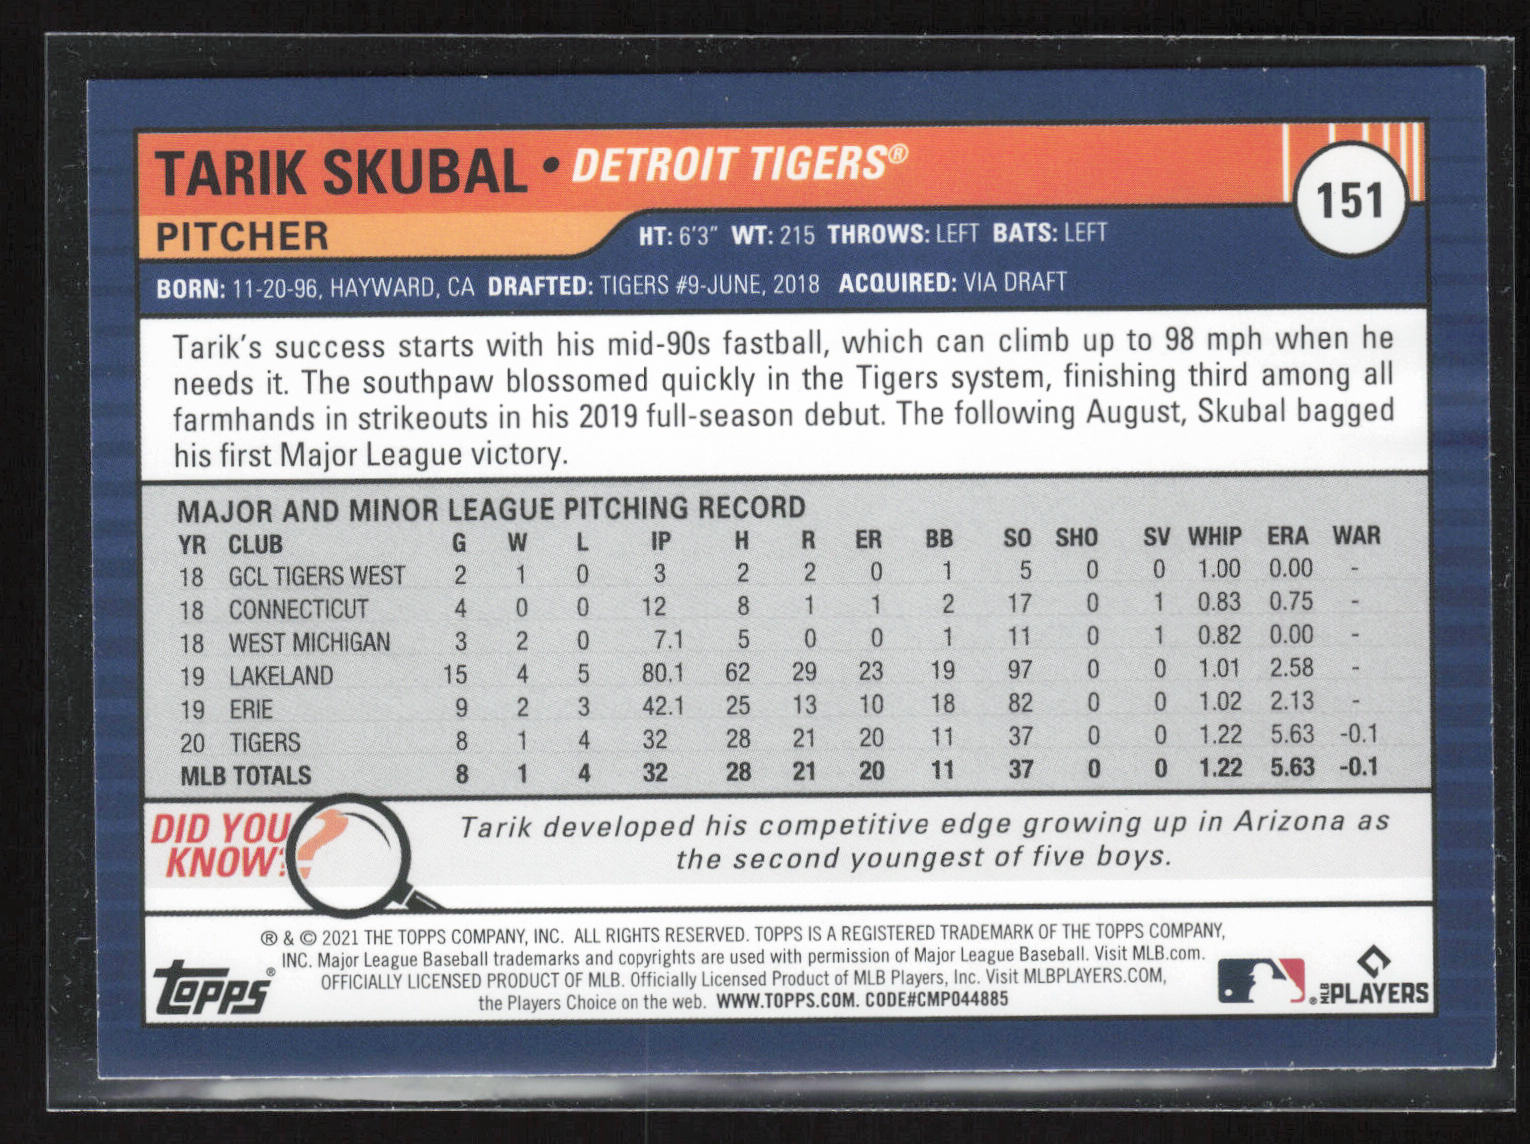 TARIK SKUBAL • DETROIT TIGERS®
151
PITCHER
HT: 6'3" WT: 215 THROWS: LEFT BATS: LEFT
BORN: 11-20-96, HAYWARD, CA DRAFTED: TIGERS #9-JUNE, 2018 ACQUIRED: VIA DRAFT
Tarik's success starts with his mid-90s fastball, which can climb up to 98 mph when he
needs it. The southpaw blossomed quickly in the Tigers system, finishing third among all
farmhands in strikeouts in his 2019 full-season debut. The following August, Skubal bagged
his first Major League victory.
MAJOR AND MINOR LEAGUE PITCHING RECORD
YR CLUB G W L IP H R ER BB SO SHO SV WHIP ERA WAR
18 GCL TIGERS WEST 2 1 0 3 2 2 0 1 5 0 0 1.00 0.00 -
18 CONNECTICUT 4 0 0 12 8 1 1 2 17 0 1 0.83 0.75 -
18 WEST MICHIGAN 3 2 0 7.1 5 0 0 1 11 0 1 0.82 0.00 -
19 LAKELAND 15 4 5 80.1 62 29 23 19 97 0 0 1.01 2.58 -
19 ERIE 9 2 3 42.1 25 13 10 18 82 0 0 1.02 2.13 -
20 TIGERS 8 1 4 32 28 21 20 11 37 0 0 1.22 5.63 -0.1
MLB TOTALS 8 1 4 32 28 21 20 11 37 0 0 1.22 5.63 -0.1
DID YOU
KNOW?
Tarik developed his competitive edge growing up in Arizona as
the second youngest of five boys.
® & © 2021 THE TOPPS COMPANY, INC. ALL RIGHTS RESERVED. TOPPS IS A REGISTERED TRADEMARK OF THE TOPPS COMPANY,
INC. Major League Baseball trademarks and copyrights are used with permission of Major League Baseball. Visit MLB.com.
OFFICIALLY LICENSED PRODUCT OF MLB. Officially Licensed Product of MLB Players, Inc. Visit MLBPLAYERS.COM,
the Players Choice on the web. WWW.TOPPS.COM. CODE#CMP044885
Topps®
MLB PLAYERS